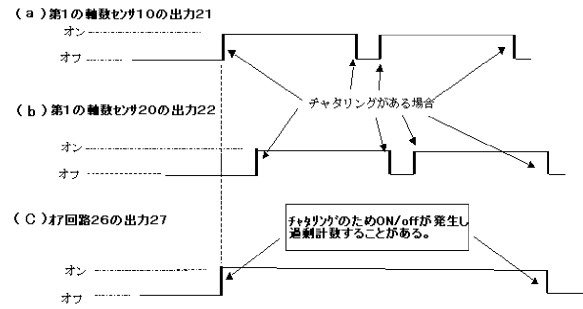 (a)第1の軸数ｾﾝｻ10の出力21
オン
オフ
チャタリングがある場合
(b)第1の軸数ｾﾝｻ20の出力22
オン
オフ
(C)ｵｱ回路26の出力27
ﾁｬﾀﾘﾝｸﾞのためON/offが発生し
過剰計数することがある。
オン
オフ